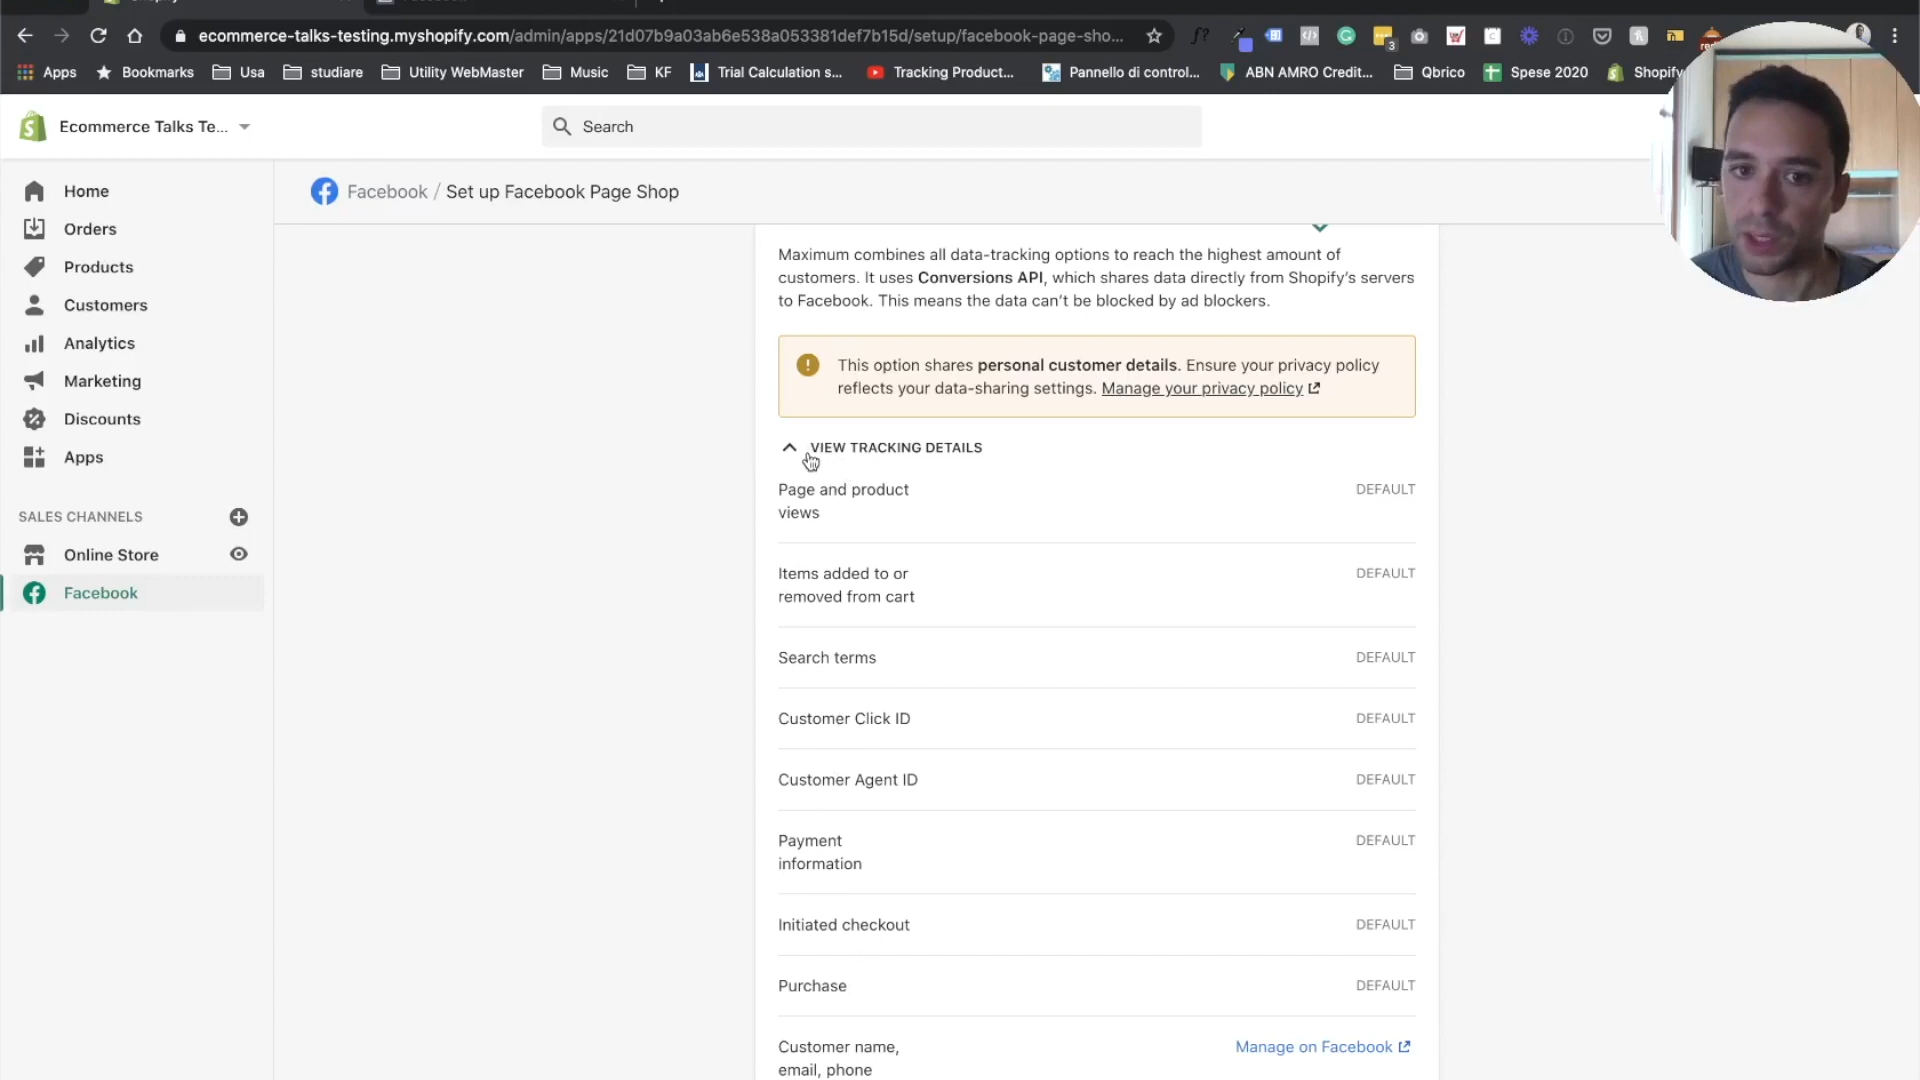 ecommerce-talks-testing.myshopify.com/admin/apps/21d07b9a03ab6e538a053381def7b15d/setup/facebook-page-sho...
Apps Bookmarks Usa studiare Utility WebMaster Music KF Trial Calculation s... Tracking Product... Pannello di control... ABN AMRO Credit... Qbrico Spese 2020 Shopify
Ecommerce Talks Te...
Search
Home
Orders
Products
Customers
Analytics
Marketing
Discounts
Apps
SALES CHANNELS
Online Store
Facebook
Facebook / Set up Facebook Page Shop
Maximum combines all data-tracking options to reach the highest amount of
customers. It uses Conversions API, which shares data directly from Shopify's servers
to Facebook. This means the data can't be blocked by ad blockers.
This option shares personal customer details. Ensure your privacy policy
reflects your data-sharing settings. Manage your privacy policy
VIEW TRACKING DETAILS
Page and product
views
DEFAULT
Items added to or
removed from cart
DEFAULT
Search terms
DEFAULT
Customer Click ID
DEFAULT
Customer Agent ID
DEFAULT
Payment
information
DEFAULT
Initiated checkout
DEFAULT
Purchase
DEFAULT
Customer name,
email, phone
Manage on Facebook